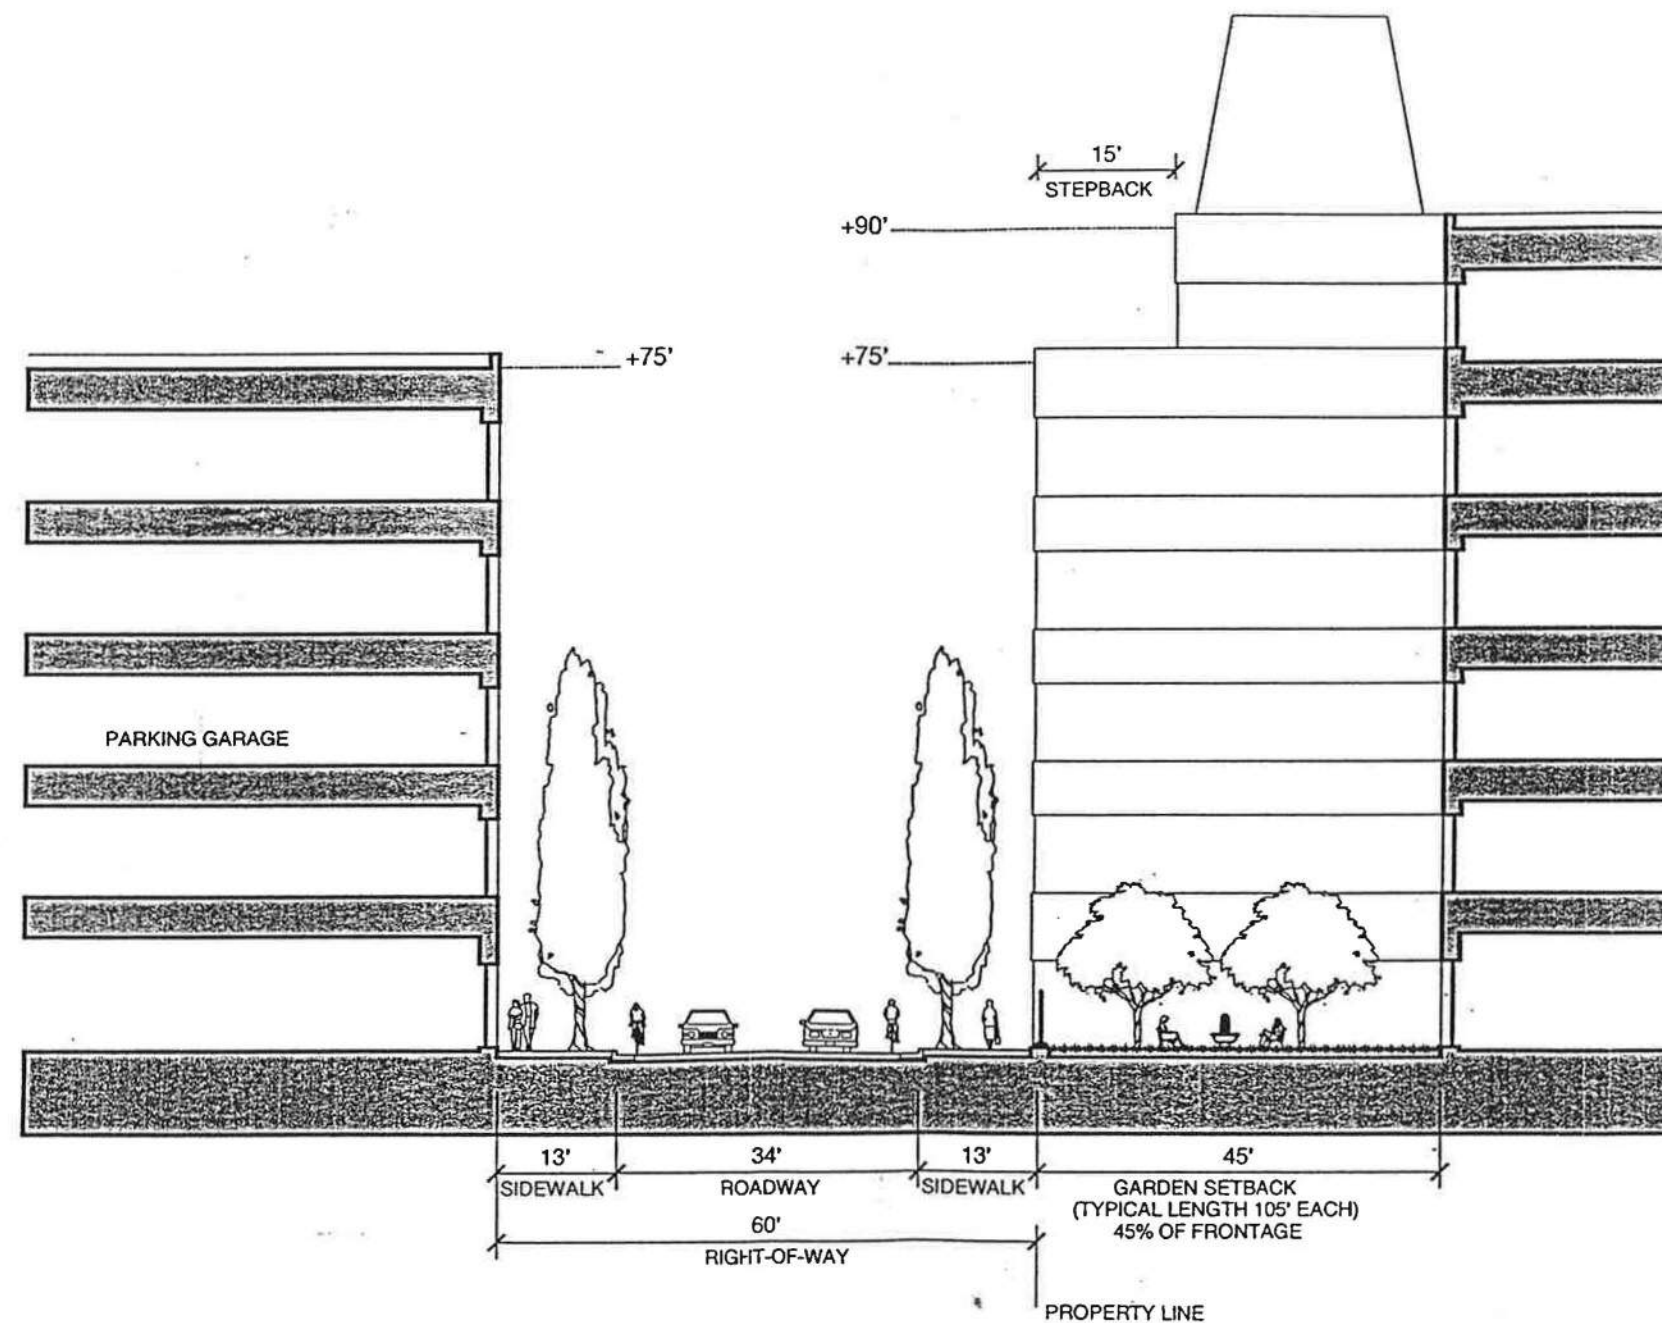 15'
STEPBACK
+90'
+75'
+75'
PARKING GARAGE
13'
34'
13'
45'
SIDEWALK
ROADWAY
SIDEWALK
GARDEN SETBACK
(TYPICAL LENGTH 105' EACH)
45% OF FRONTAGE
60'
RIGHT-OF-WAY
PROPERTY LINE